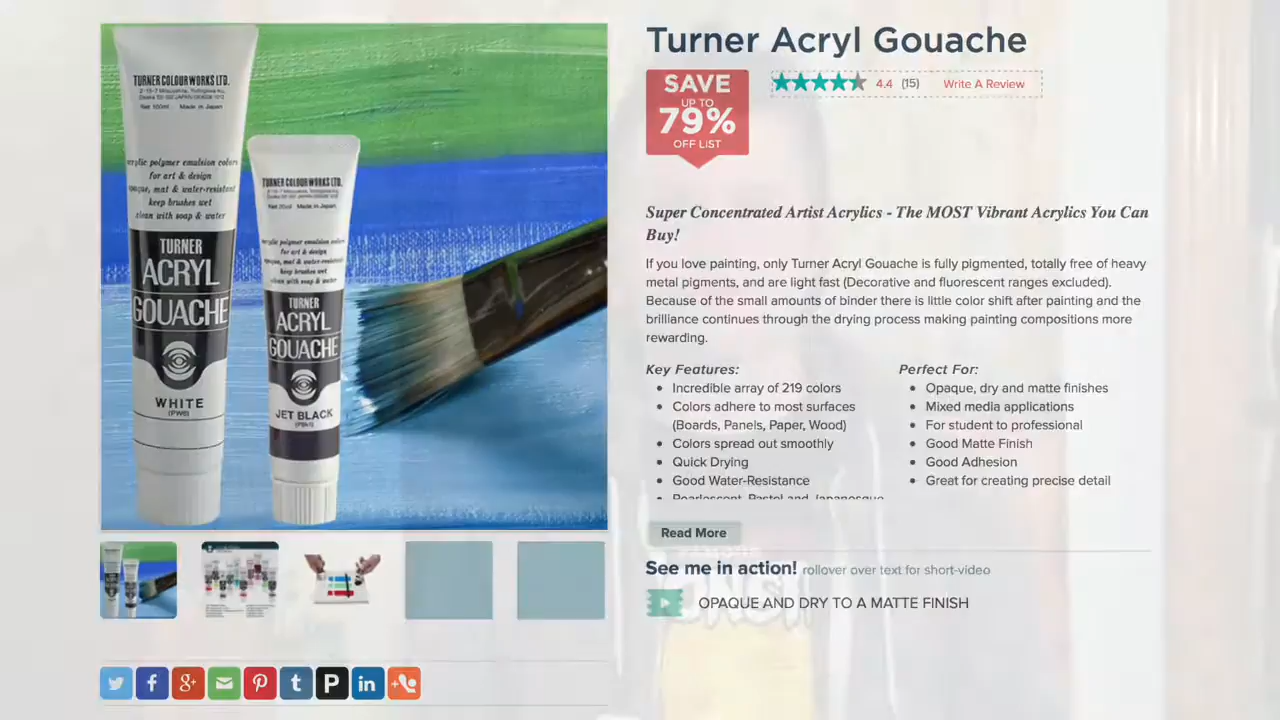 Turner Acryl Gouache
SAVE
UP TO
79%
OFF LIST
4.4 (15) Write A Review
Super Concentrated Artist Acrylics - The MOST Vibrant Acrylics You Can
Buy!
If you love painting, only Turner Acryl Gouache is fully pigmented, totally free of heavy
metal pigments, and are light fast (Decorative and fluorescent ranges excluded).
Because of the small amounts of binder there is little color shift after painting and the
brilliance continues through the drying process making painting compositions more
rewarding.
Key Features:
Incredible array of 219 colors
Colors adhere to most surfaces
(Boards, Panels, Paper, Wood)
Colors spread out smoothly
Quick Drying
Good Water-Resistance
Pearlescent, Pastel and Japanesque
Perfect For:
Opaque, dry and matte finishes
Mixed media applications
For student to professional
Good Matte Finish
Good Adhesion
Great for creating precise detail
Read More
See me in action! rollover over text for short-video
OPAQUE AND DRY TO A MATTE FINISH
TURNER COLOUR WORKS LTD.
Net 100ml Made in Japan
acrylic polymer emulsion colors
for art & design
opaque, mat & water-resistant
keep brushes wet
clean with soap & water
TURNER
ACRYL
GOUACHE
WHITE
(PW6)
TURNER COLOUR WORKS LTD.
Net 20ml Made in Japan
acrylic polymer emulsion colors
for art & design
opaque, mat & water-resistant
keep brushes wet
clean with soap & water
TURNER
ACRYL
GOUACHE
JET BLACK